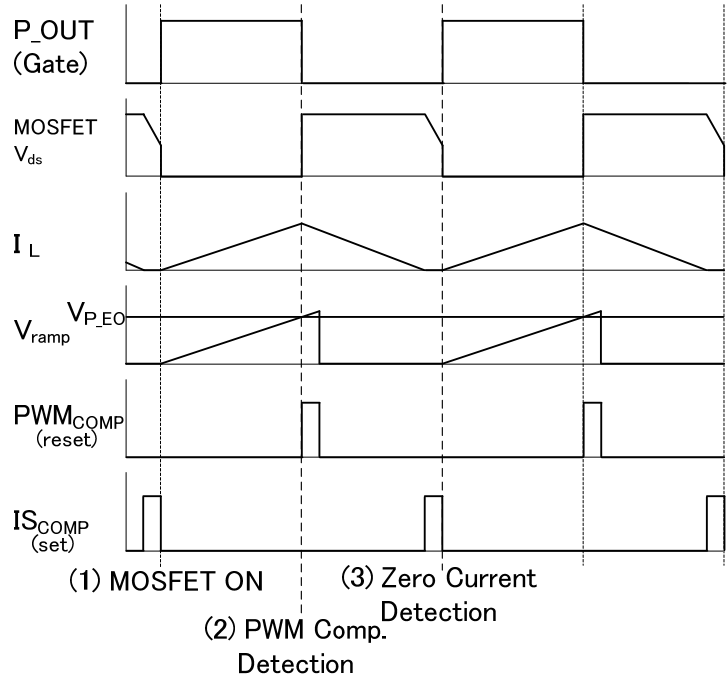 P_OUT
(Gate)
MOSFET
Vds
I L
VP_EO
Vramp
PWMCOMP
(reset)
ISCOMP
(set)
(1) MOSFET ON
(3) Zero Current
Detection
(2) PWM Comp.
Detection